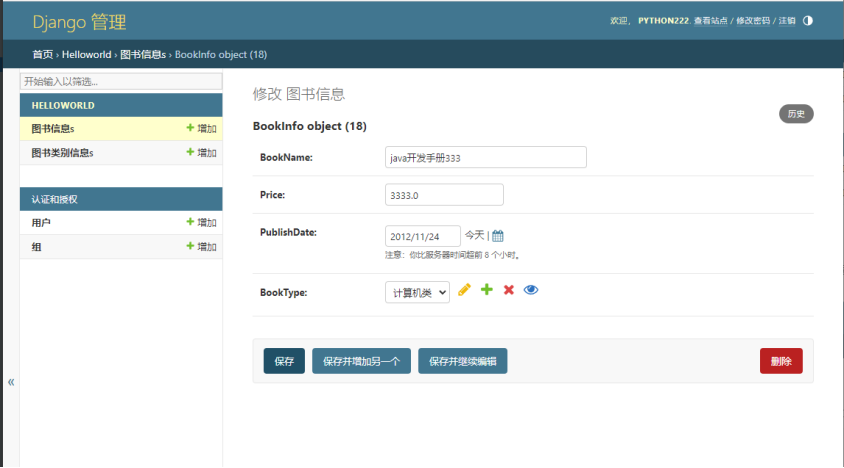 Django 管理
欢迎， PYTHON222. 查看站点 / 修改密码 / 注销
首页 › Helloworld › 图书信息s › BookInfo object (18)
开始输入以筛选...
HELLOWORLD
图书信息s 增加
图书类别信息s 增加
认证和授权
用户 增加
组 增加
«
修改 图书信息
历史
BookInfo object (18)
BookName: java开发手册333
Price: 3333.0
PublishDate: 2012/11/24 今天 |
注意：你比服务器时间超前 8 个小时。
BookType: 计算机类
保存 保存并增加另一个 保存并继续编辑 删除